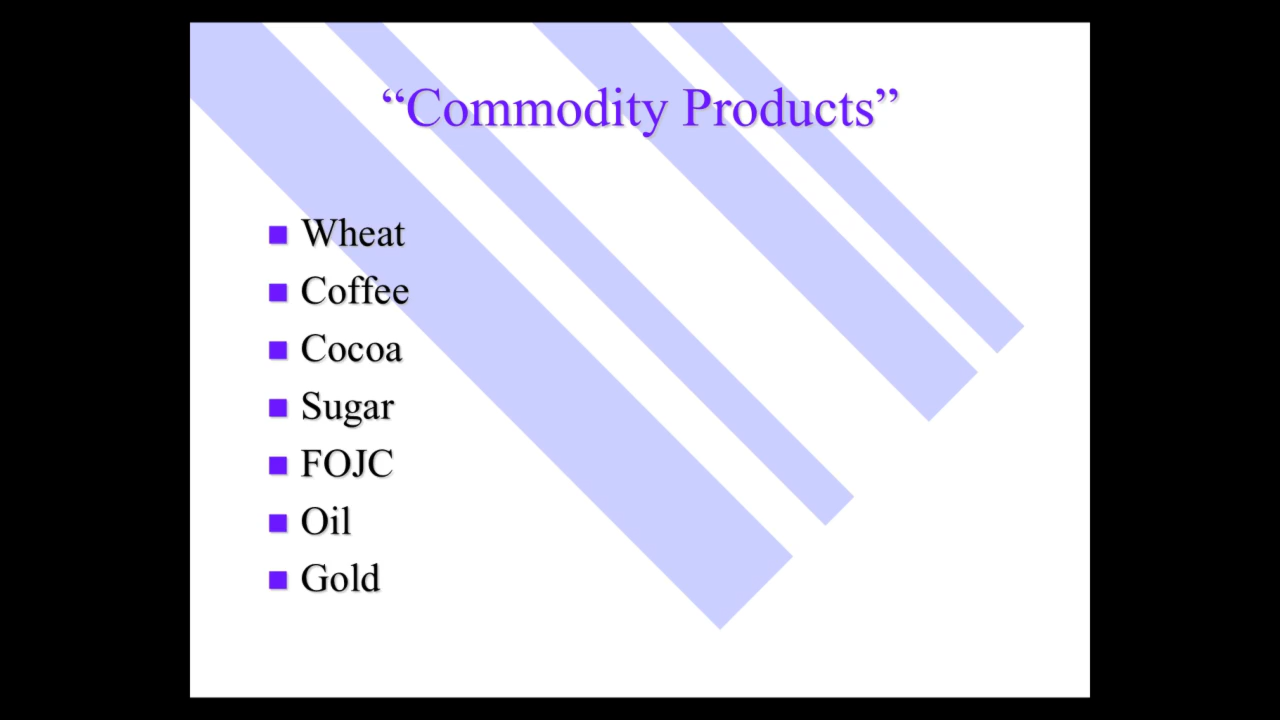 “Commodity Products”
Wheat
Coffee
Cocoa
Sugar
FOJC
Oil
Gold